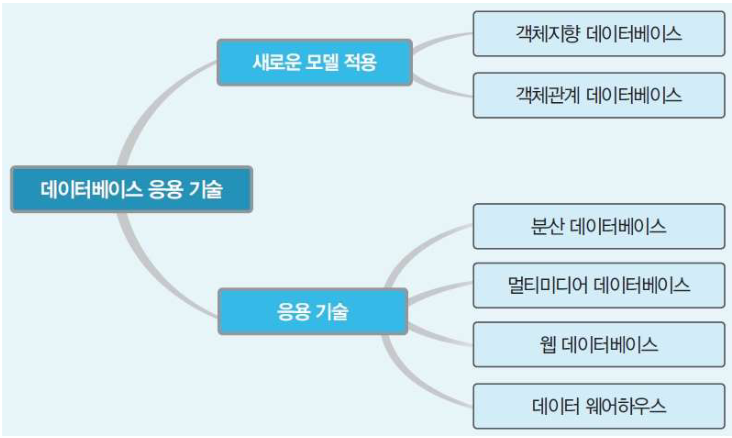 데이터베이스 응용 기술
새로운 모델 적용
객체지향 데이터베이스
객체관계 데이터베이스
응용 기술
분산 데이터베이스
멀티미디어 데이터베이스
웹 데이터베이스
데이터 웨어하우스